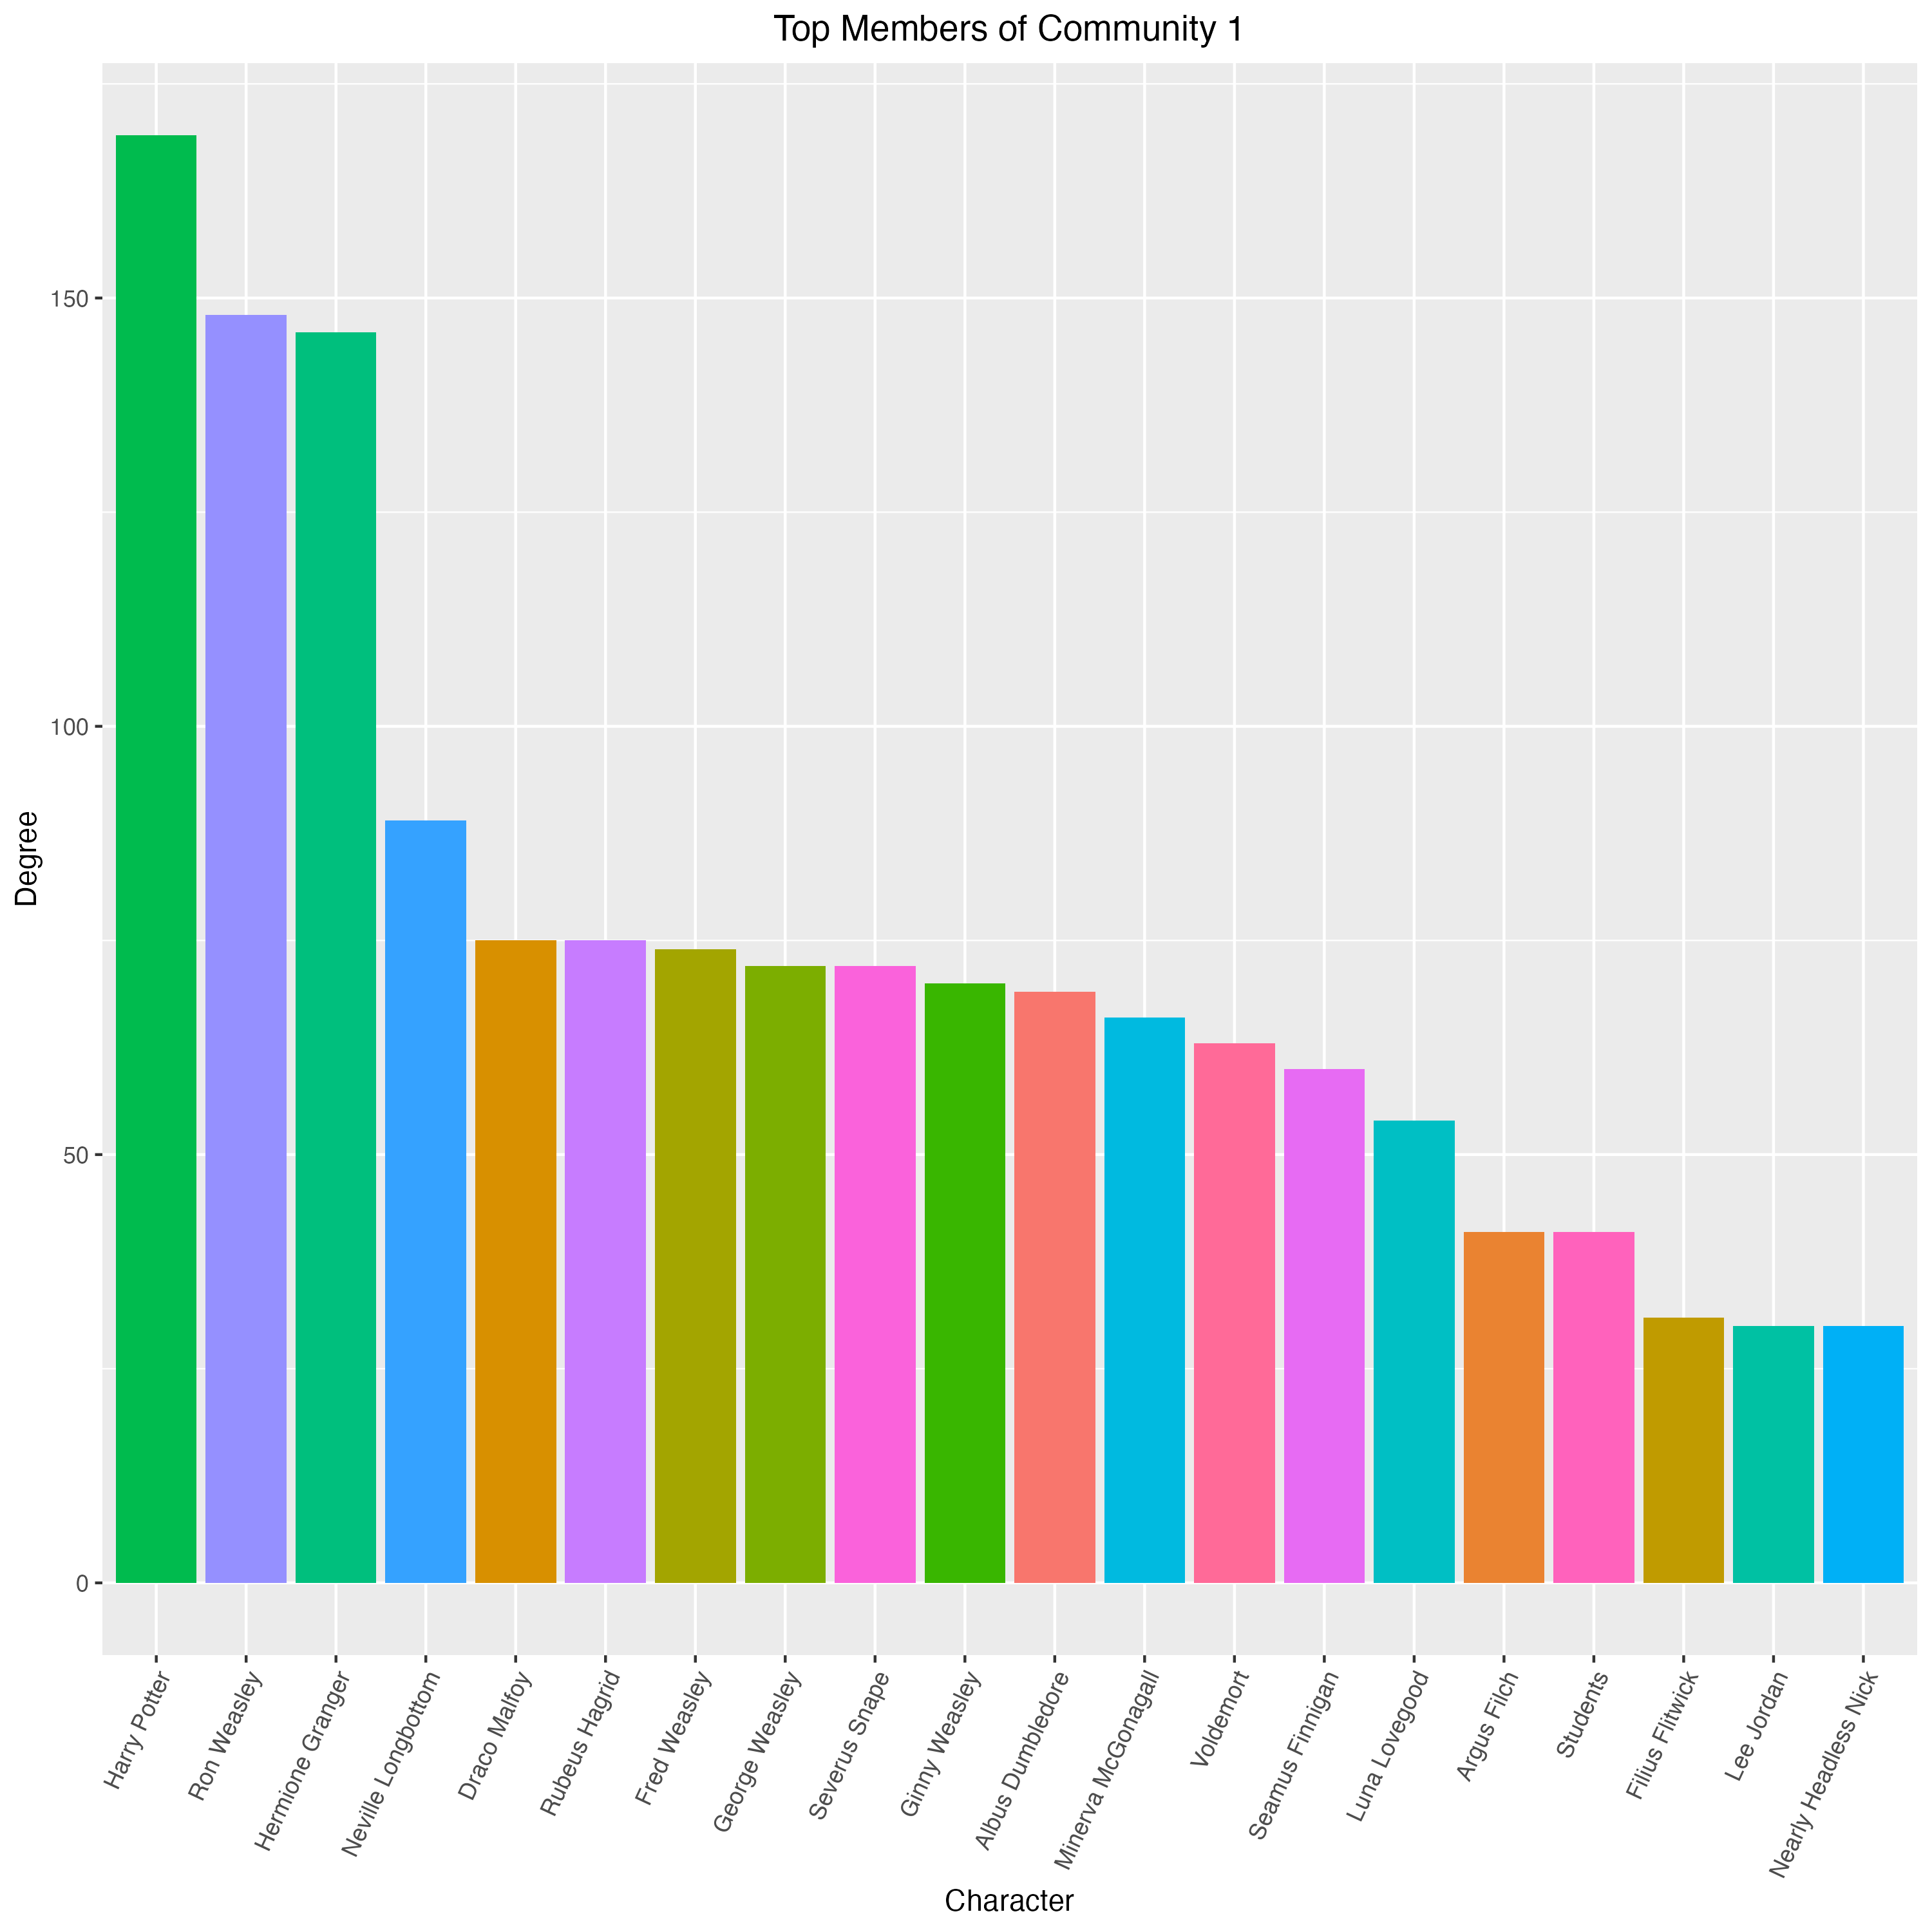 Top Members of Community 1
Degree
150
100
50
0
Harry Potter
Ron Weasley
Hermione Granger
Neville Longbottom
Draco Malfoy
Rubeus Hagrid
Fred Weasley
George Weasley
Severus Snape
Ginny Weasley
Albus Dumbledore
Minerva McGonagall
Voldemort
Seamus Finnigan
Luna Lovegood
Argus Filch
Students
Filius Flitwick
Lee Jordan
Nearly Headless Nick
Character